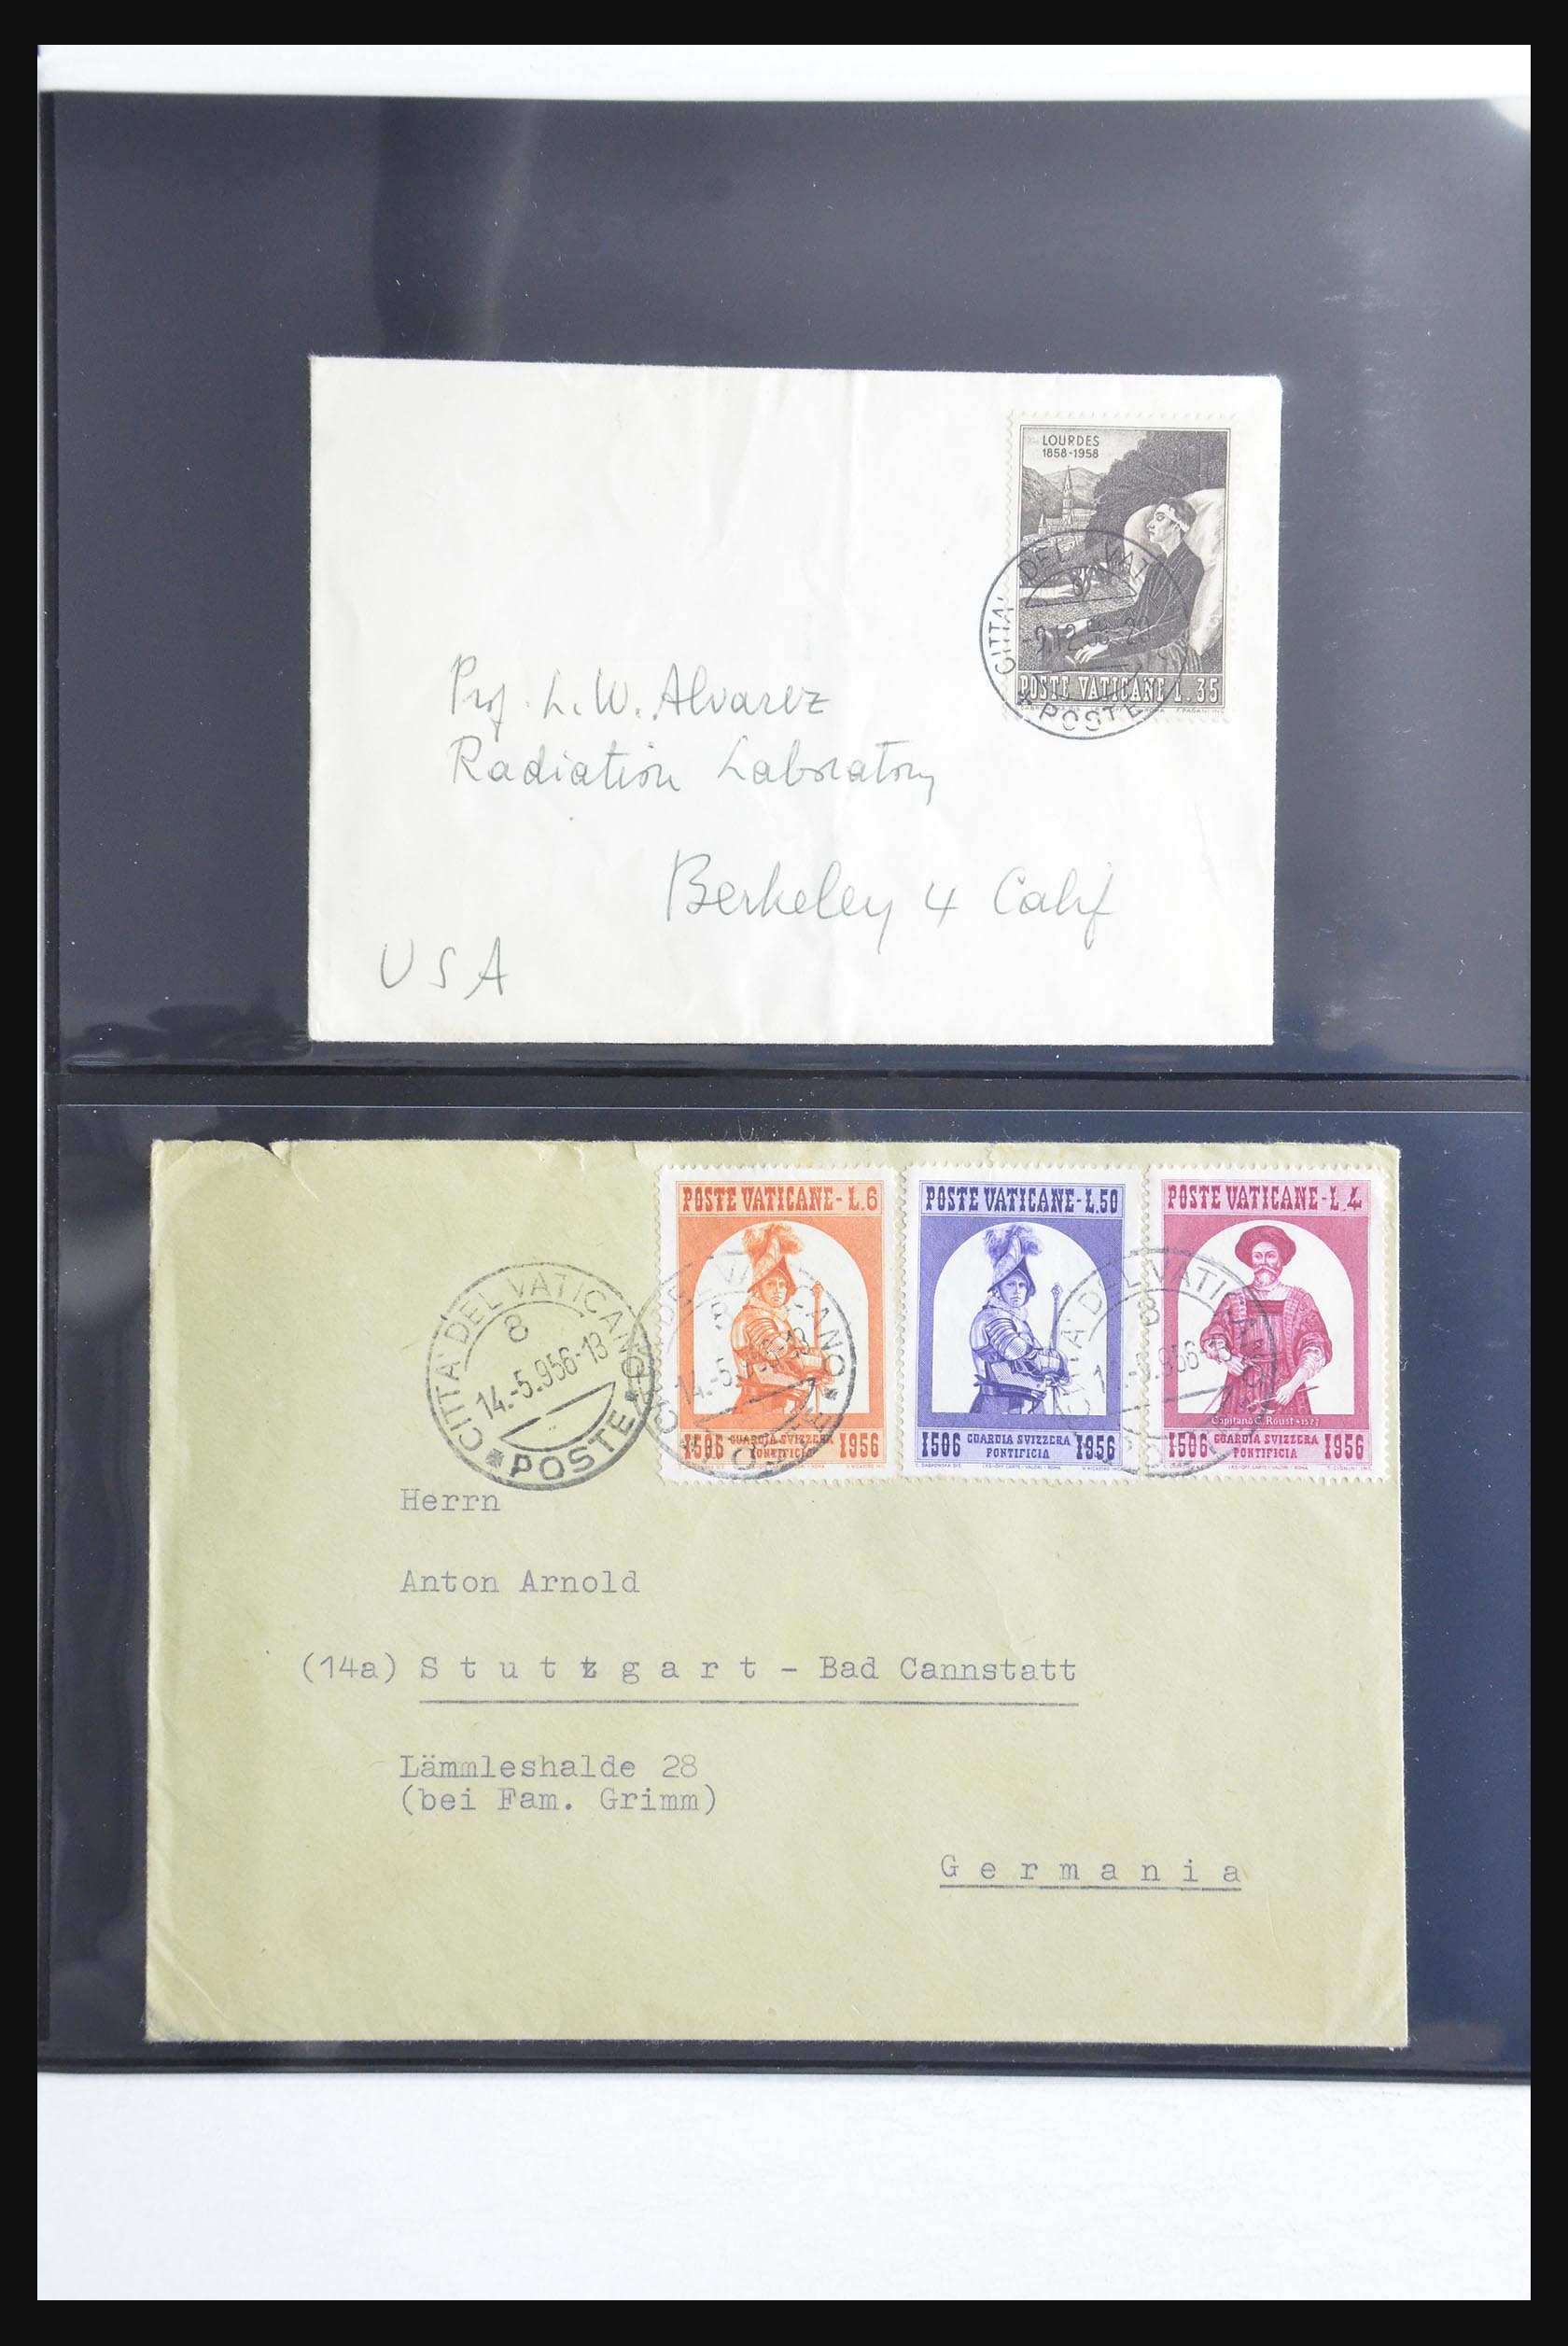 LOURDES
1858-1958
CITTA' DEL VAT
POSTE VATICANE L. 35
POSTE
Prof. L. W. Alvarez
Radiation Laboratory
Berkeley 4 Calif
USA
POSTE VATICANE - L.6
POSTE VATICANE - L.50
POSTE VATICANE - L.4
CITTA' DEL VATICANO
8
14.-5.956-13
POSTE
Capitano C. Roust • 1527
1506 GUARDIA SVIZZERA PONTIFICIA 1956
1506 GUARDIA SVIZZERA PONTIFICIA 1956
1506 GUARDIA SVIZZERA PONTIFICIA 1956
Herrn
Anton Arnold
(14a) S t u t t g a r t - Bad Cannstatt
Lämmleshalde 28
(bei Fam. Grimm)
G e r m a n i a